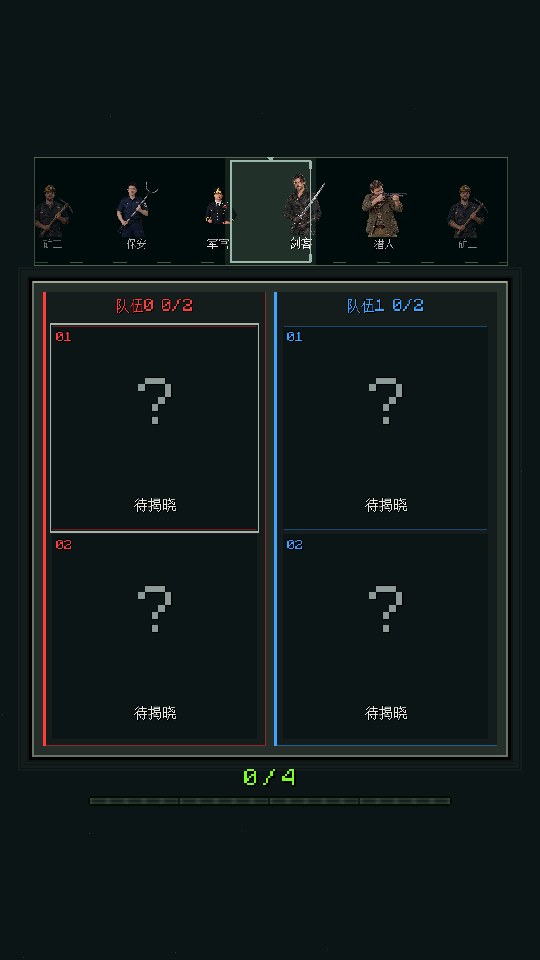 矿工 保安 军官 剑客 猎人 矿工
队伍0 0/2 队伍1 0/2
01 01
?
?
待揭晓 待揭晓
02 02
?
?
待揭晓 待揭晓
0/4